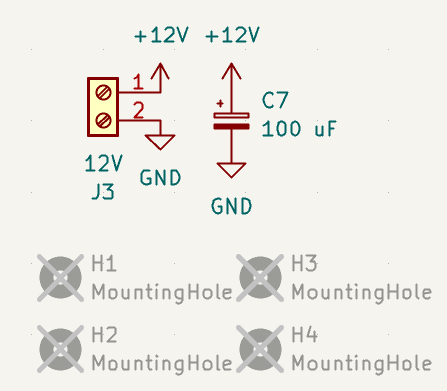 +12V +12V
1
2
C7
100 uF
12V
J3
GND
GND
+
H1
MountingHole
H3
MountingHole
H2
MountingHole
H4
MountingHole